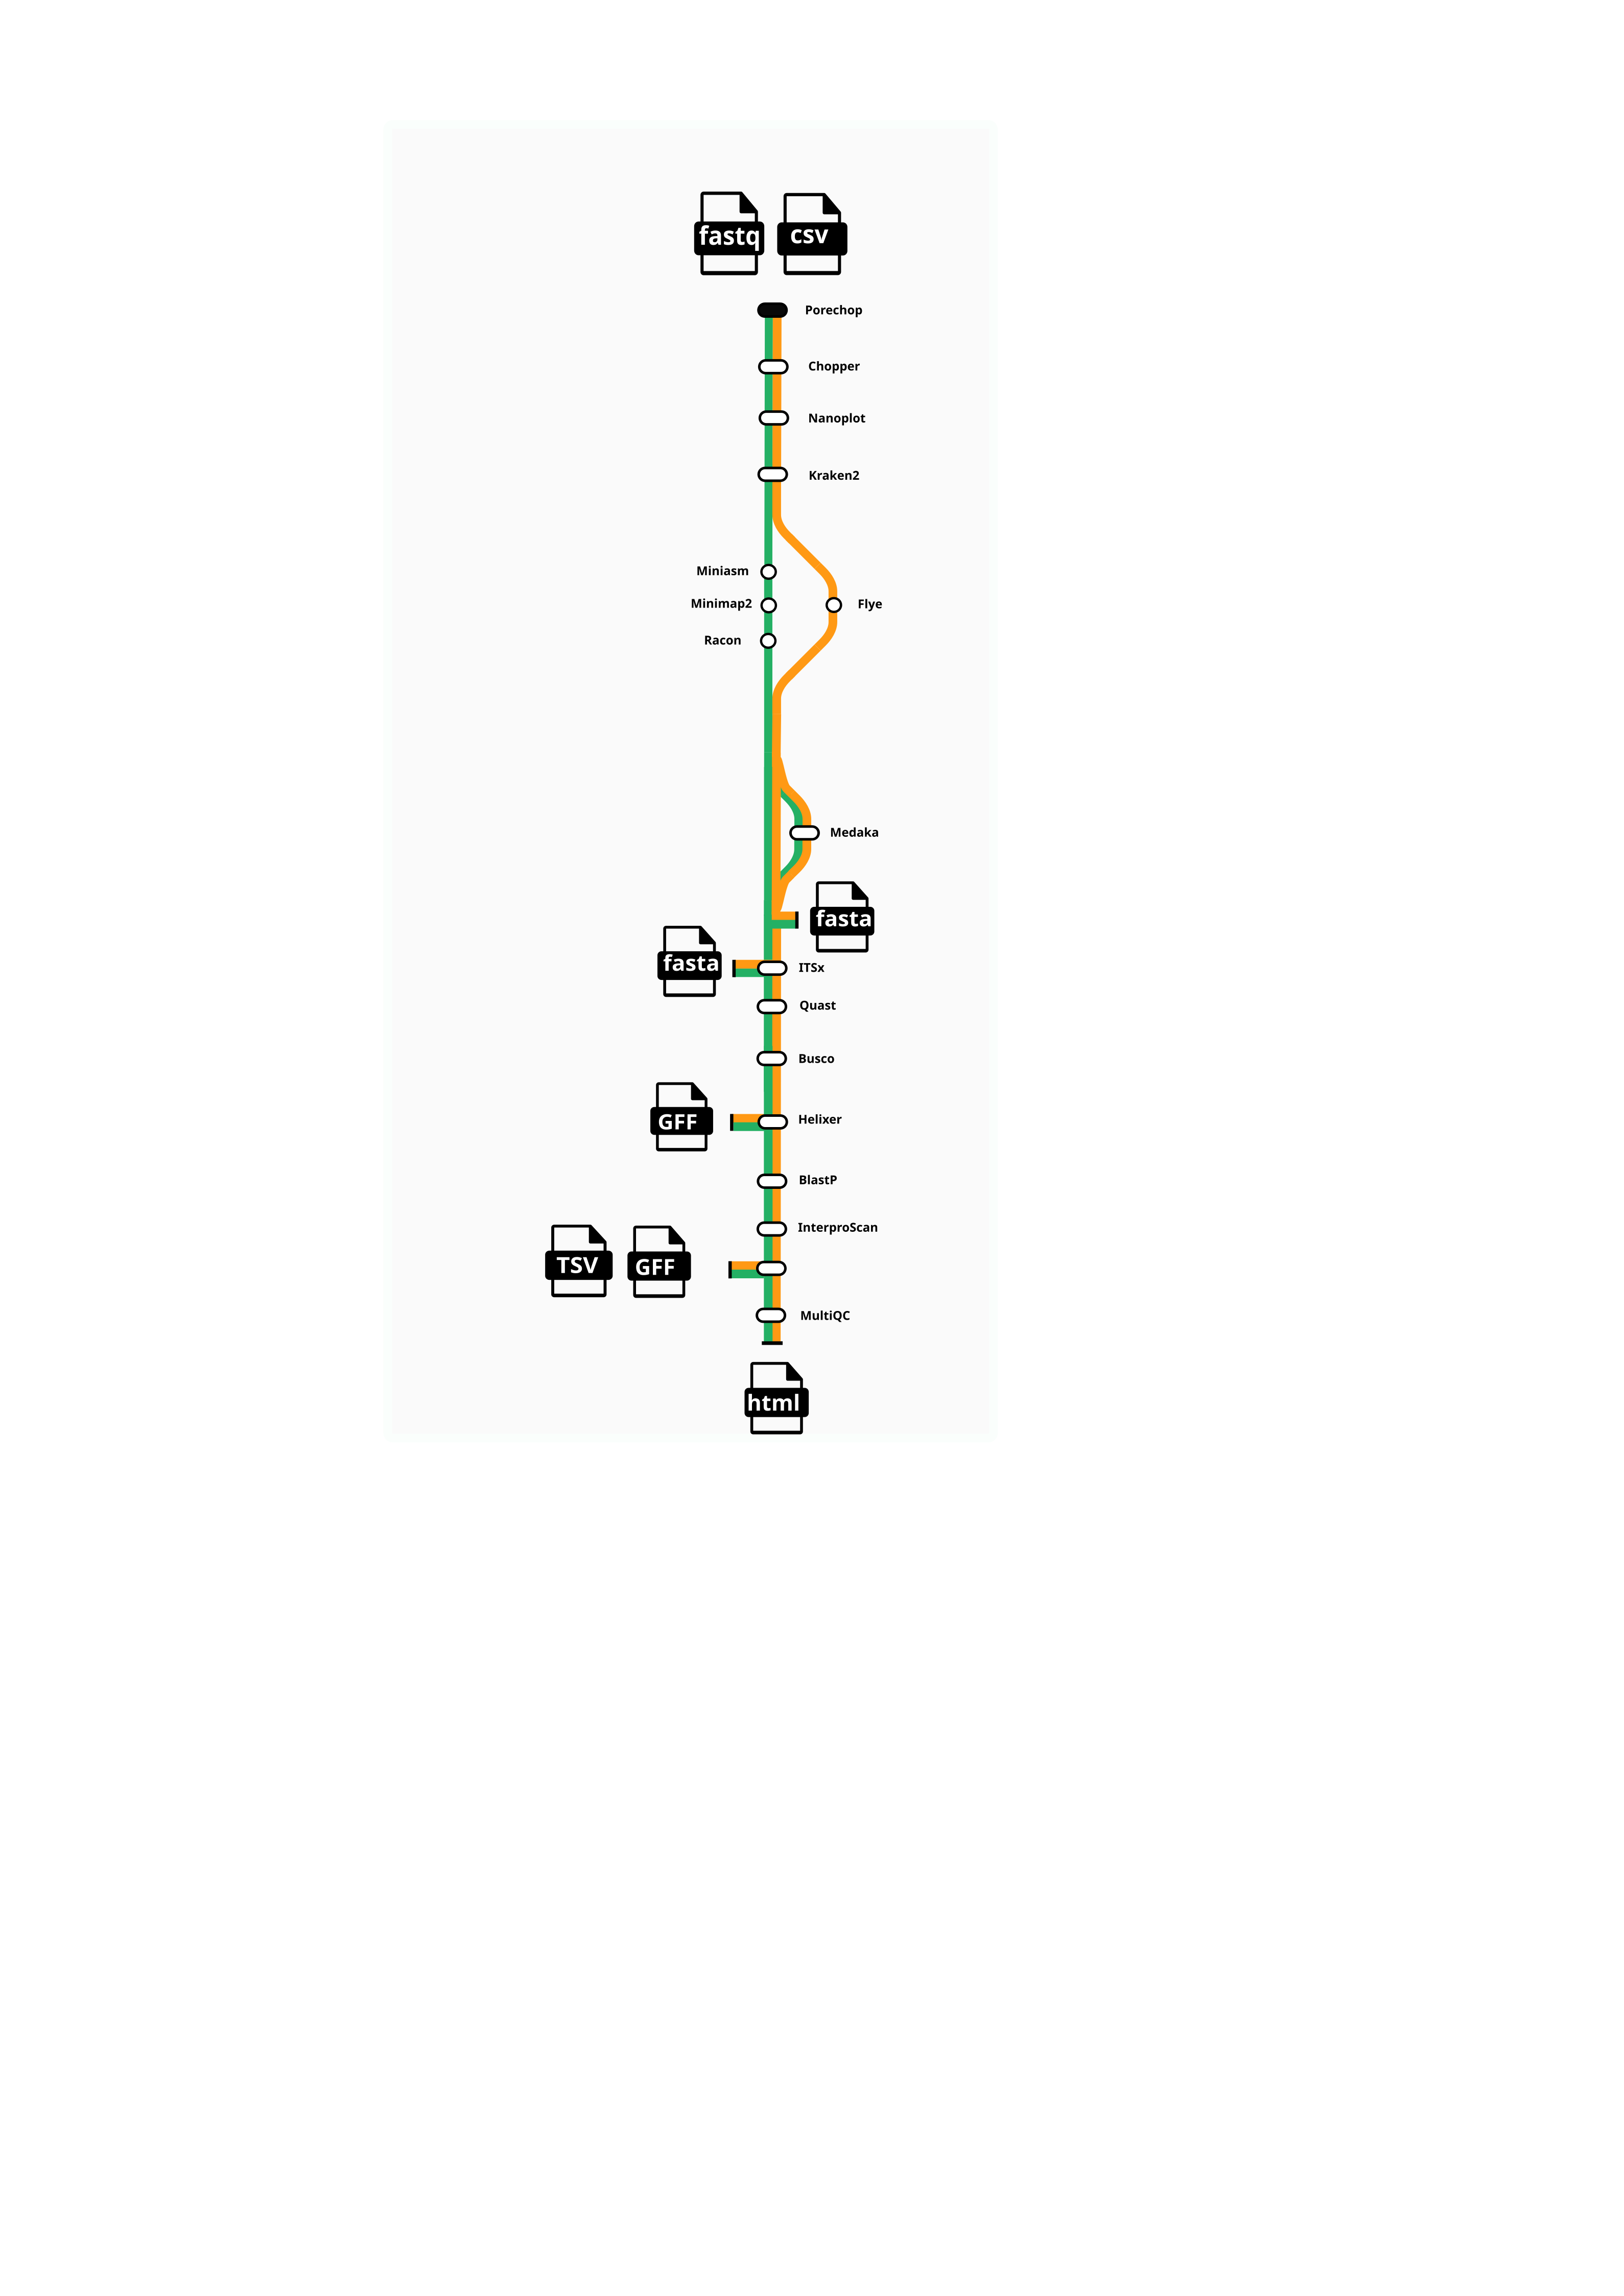 fastq
csv
Porechop
Chopper
Nanoplot
Kraken2
Miniasm
Minimap2
Flye
Racon
Medaka
fasta
fasta
ITSx
Quast
Busco
GFF
Helixer
BlastP
InterproScan
TSV
GFF
MultiQC
html